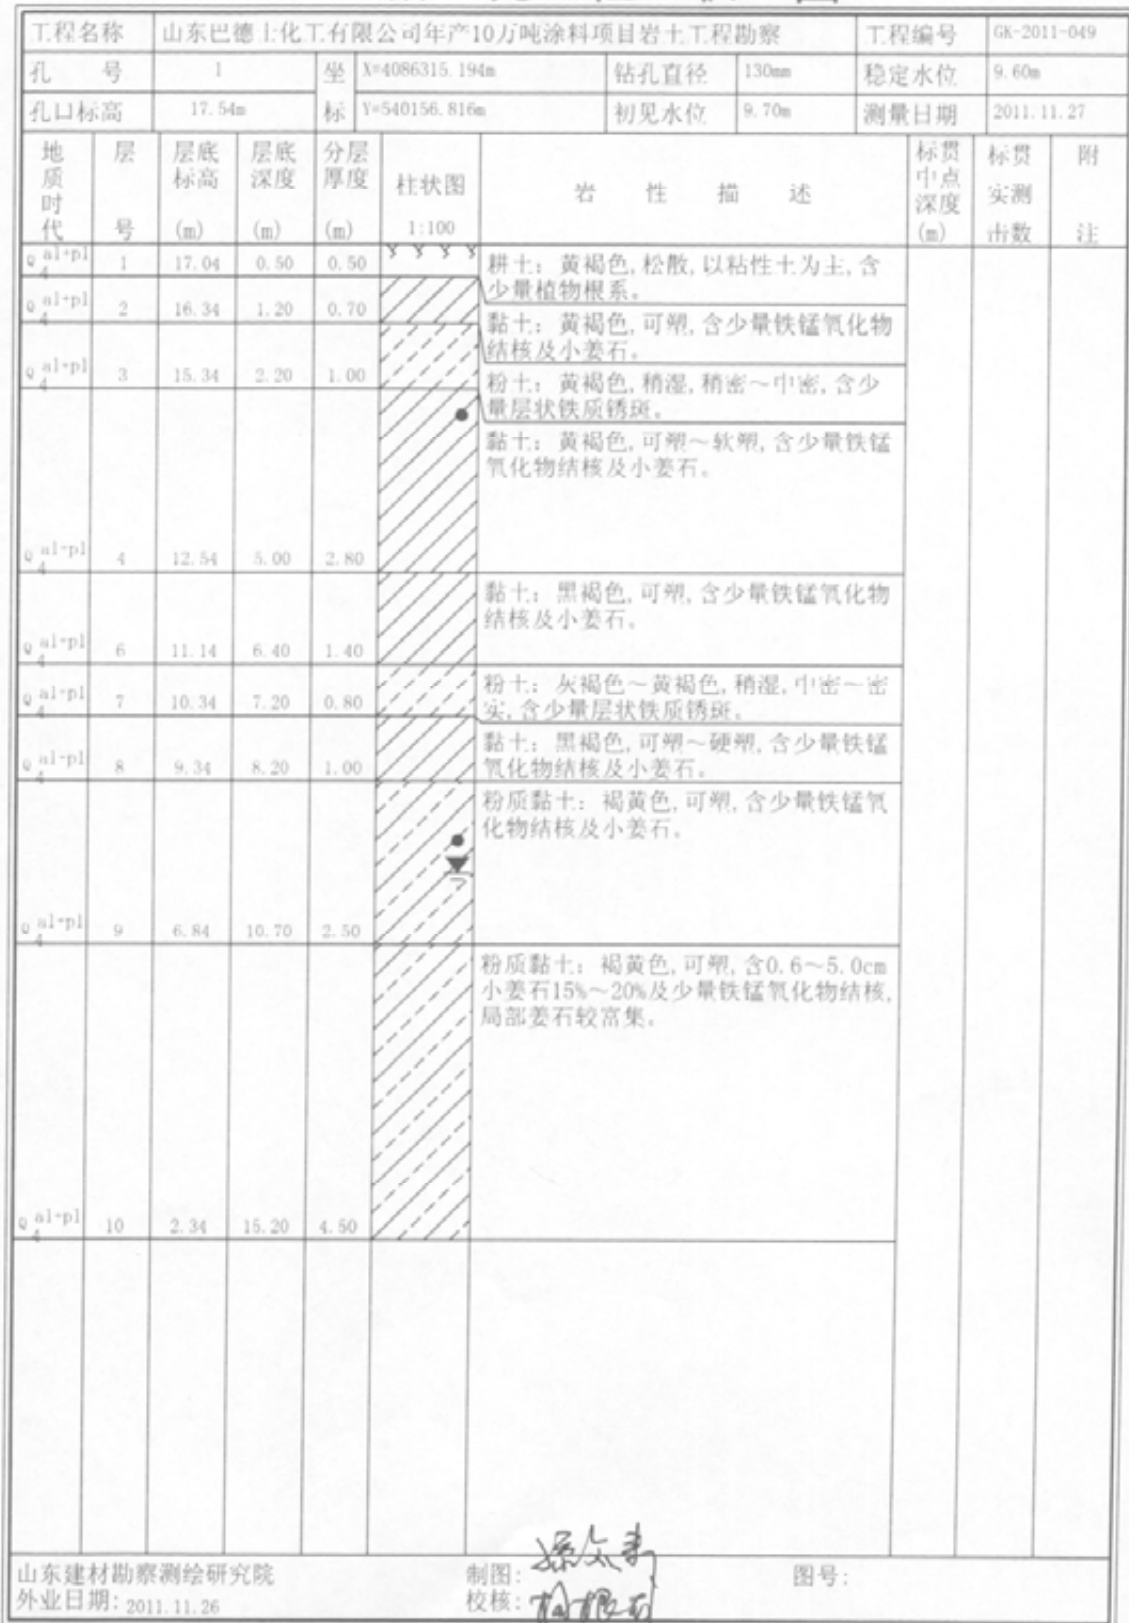 工程名称 山东巴德士化工有限公司年产10万吨涂料项目岩土工程勘察 工程编号 GK-2011-049
孔 号 1 坐 X=4086315.194m 钻孔直径 130mm 稳定水位 9.60m
孔口标高 17.54m 标 Y=540156.816m 初见水位 9.70m 测量日期 2011.11.27
地质时代 层号 层底标高(m) 层底深度(m) 分层厚度(m) 柱状图 1:100 岩 性 描 述 标贯中点深度(m) 标贯实测击数 附注
Q4 al+pl 1 17.04 0.50 0.50 耕土：黄褐色,松散,以粘性土为主,含
少量植物根系。
Q4 al+pl 2 16.34 1.20 0.70 黏土：黄褐色,可塑,含少量铁锰氧化物
结核及小姜石。
Q4 al+pl 3 15.34 2.20 1.00 粉土：黄褐色,稍湿,稍密～中密,含少
量层状铁质锈斑。
Q4 al+pl 4 12.54 5.00 2.80 黏土：黄褐色,可塑～软塑,含少量铁锰
氧化物结核及小姜石。
Q4 al+pl 6 11.14 6.40 1.40 黏土：黑褐色,可塑,含少量铁锰氧化物
结核及小姜石。
Q4 al+pl 7 10.34 7.20 0.80 粉土：灰褐色～黄褐色,稍湿,中密～密
实,含少量层状铁质锈斑。
Q4 al+pl 8 9.34 8.20 1.00 黏土：黑褐色,可塑～硬塑,含少量铁锰
氧化物结核及小姜石。
Q4 al+pl 9 6.84 10.70 2.50 粉质黏土：褐黄色,可塑,含少量铁锰氧
化物结核及小姜石。
Q4 al+pl 10 2.34 15.20 4.50 粉质黏土：褐黄色,可塑,含0.6～5.0cm
小姜石15%～20%及少量铁锰氧化物结核,
局部姜石较富集。
山东建材勘察测绘研究院 制图： 图号：
外业日期：2011.11.26 校核：